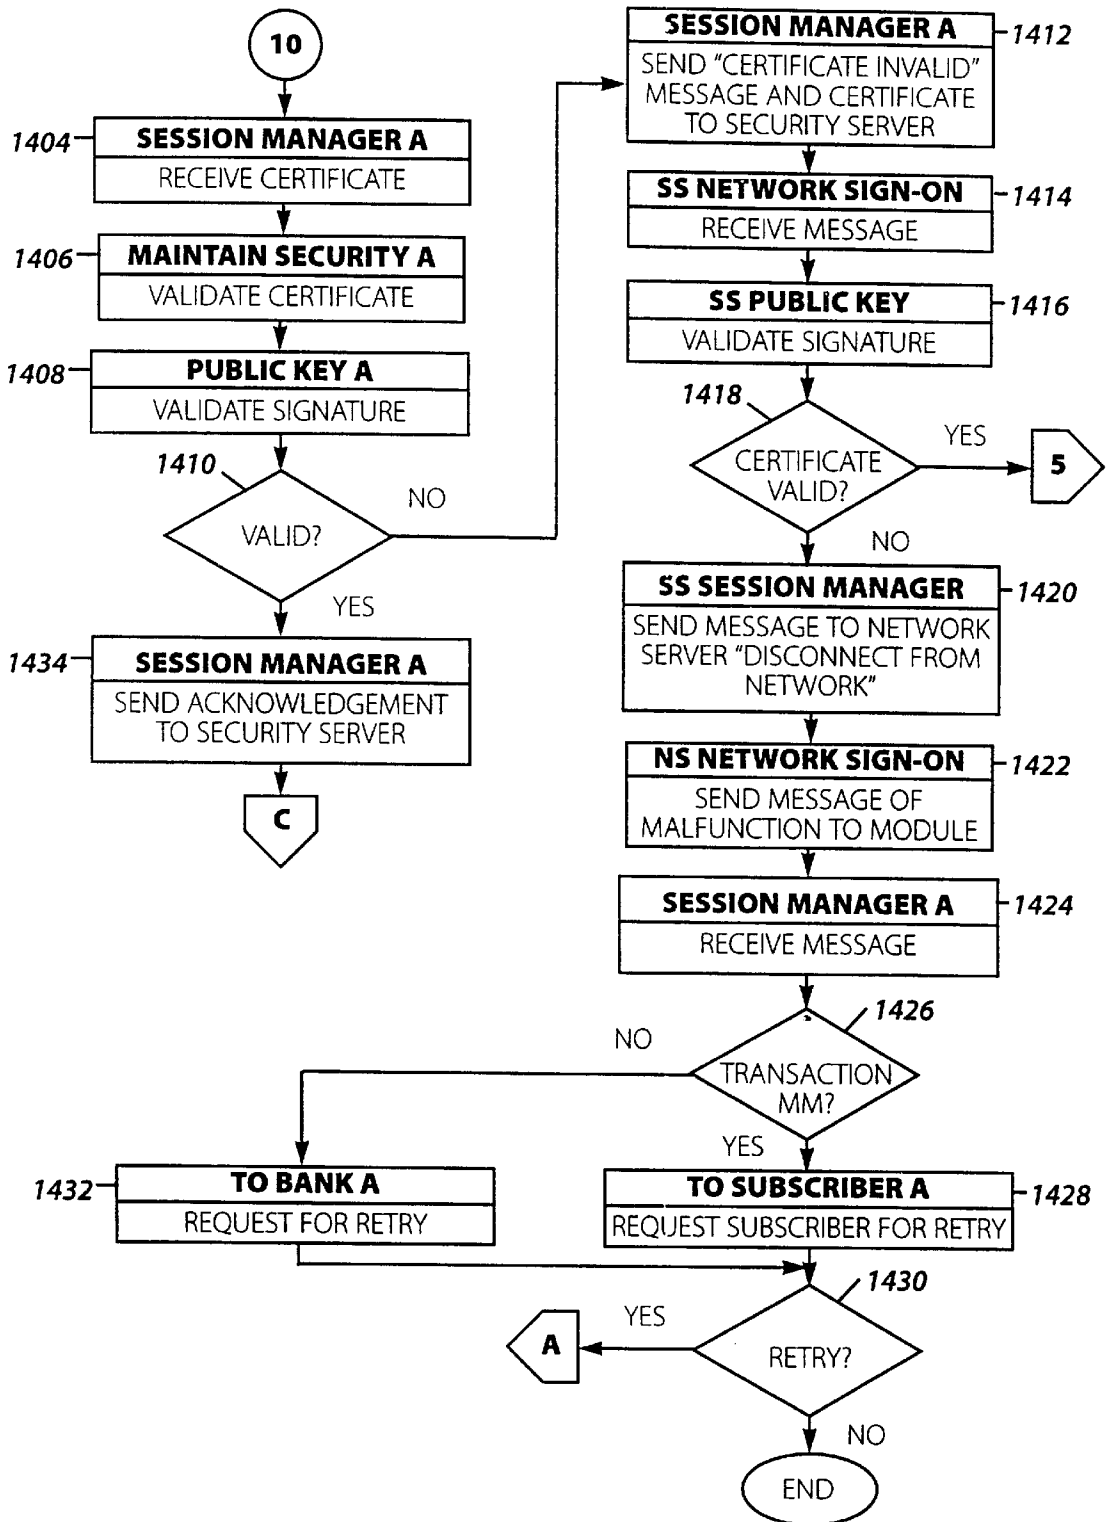 10
1404
SESSION MANAGER A
RECEIVE CERTIFICATE
1406
MAINTAIN SECURITY A
VALIDATE CERTIFICATE
1408
PUBLIC KEY A
VALIDATE SIGNATURE
1410
VALID?
NO
YES
1434
SESSION MANAGER A
SEND ACKNOWLEDGEMENT
TO SECURITY SERVER
C
SESSION MANAGER A
1412
SEND "CERTIFICATE INVALID"
MESSAGE AND CERTIFICATE
TO SECURITY SERVER
SS NETWORK SIGN-ON
1414
RECEIVE MESSAGE
SS PUBLIC KEY
1416
VALIDATE SIGNATURE
1418
CERTIFICATE
VALID?
YES
5
NO
SS SESSION MANAGER
1420
SEND MESSAGE TO NETWORK
SERVER "DISCONNECT FROM
NETWORK"
NS NETWORK SIGN-ON
1422
SEND MESSAGE OF
MALFUNCTION TO MODULE
SESSION MANAGER A
1424
RECEIVE MESSAGE
1426
TRANSACTION
MM?
NO
YES
1432
TO BANK A
REQUEST FOR RETRY
TO SUBSCRIBER A
1428
REQUEST SUBSCRIBER FOR RETRY
1430
RETRY?
YES
A
NO
END